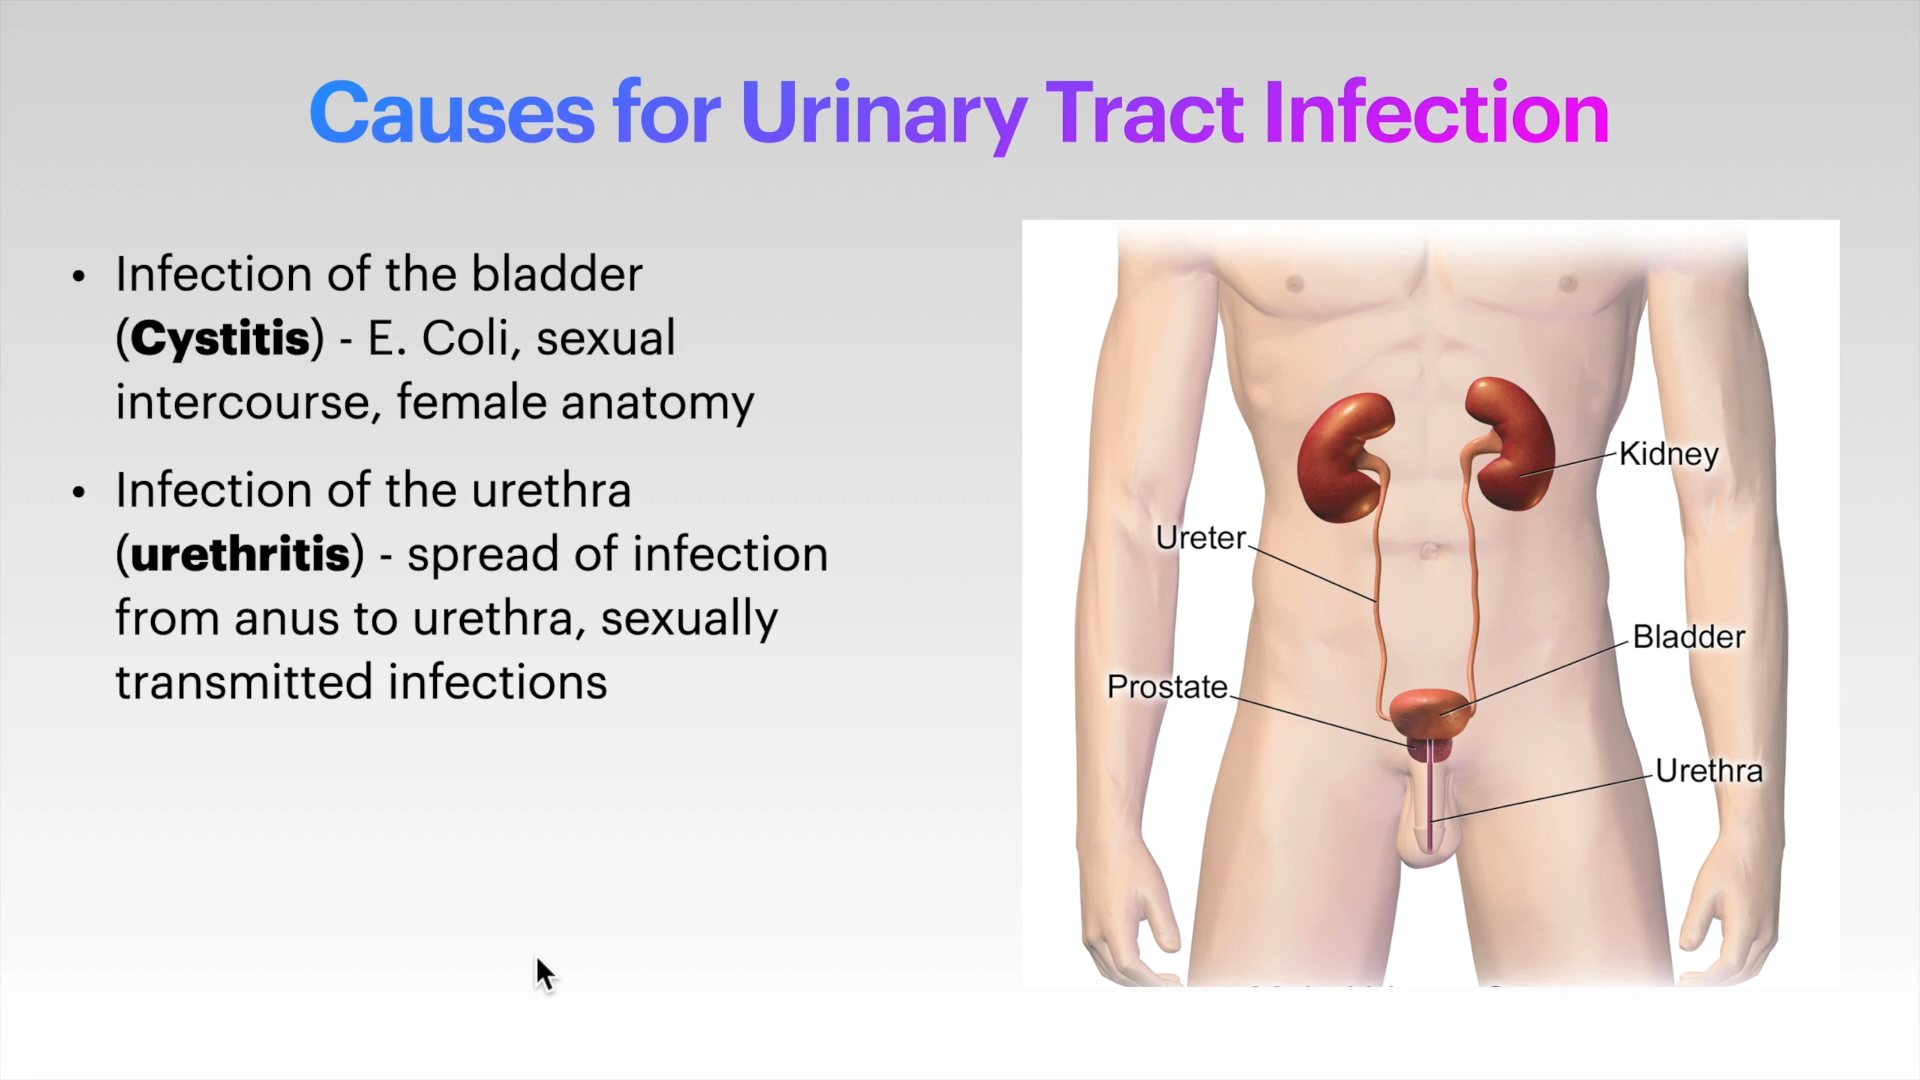 Causes for Urinary Tract Infection
• Infection of the bladder
(Cystitis) - E. Coli, sexual
intercourse, female anatomy
• Infection of the urethra
(urethritis) - spread of infection
from anus to urethra, sexually
transmitted infections
Kidney
Ureter
Bladder
Prostate
Urethra